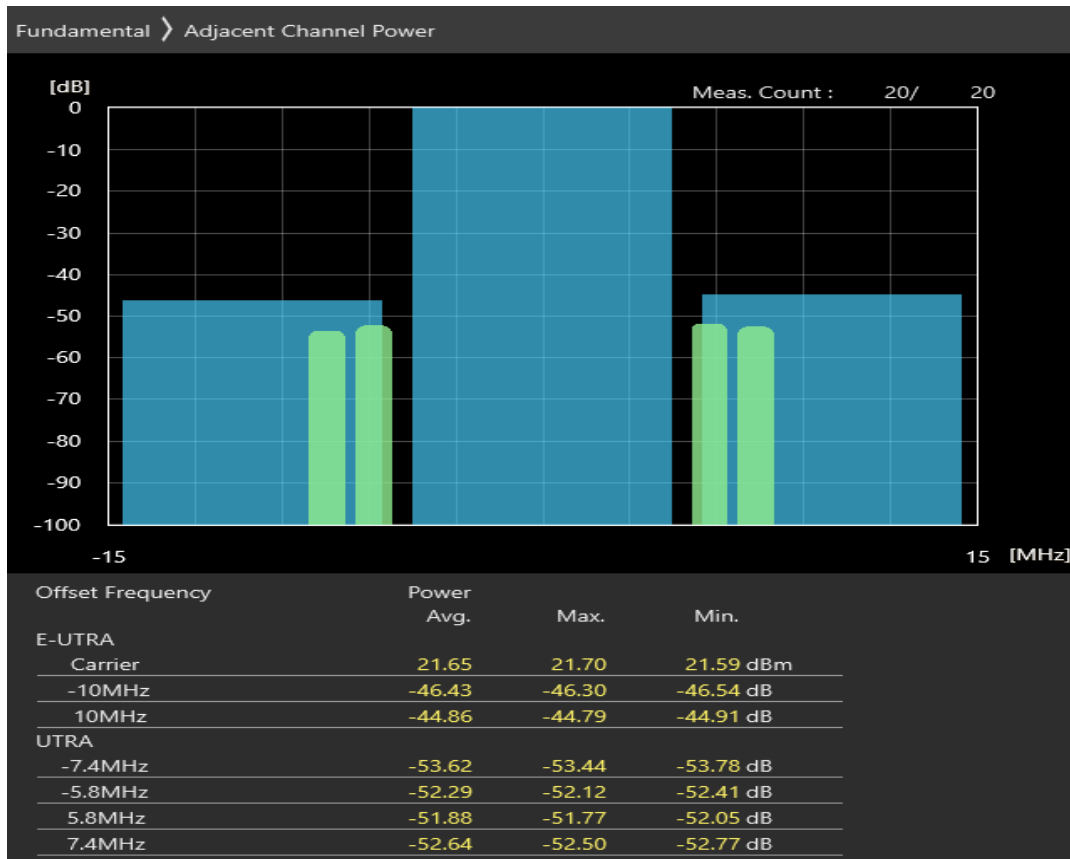 Fundamental ❯ Adjacent Channel Power
[dB]
Meas. Count : 20/ 20
0
-10
-20
-30
-40
-50
-60
-70
-80
-90
-100
-15 15 [MHz]
Offset Frequency Power
Avg. Max. Min.
E-UTRA
Carrier 21.65 21.70 21.59 dBm
-10MHz -46.43 -46.30 -46.54 dB
10MHz -44.86 -44.79 -44.91 dB
UTRA
-7.4MHz -53.62 -53.44 -53.78 dB
-5.8MHz -52.29 -52.12 -52.41 dB
5.8MHz -51.88 -51.77 -52.05 dB
7.4MHz -52.64 -52.50 -52.77 dB